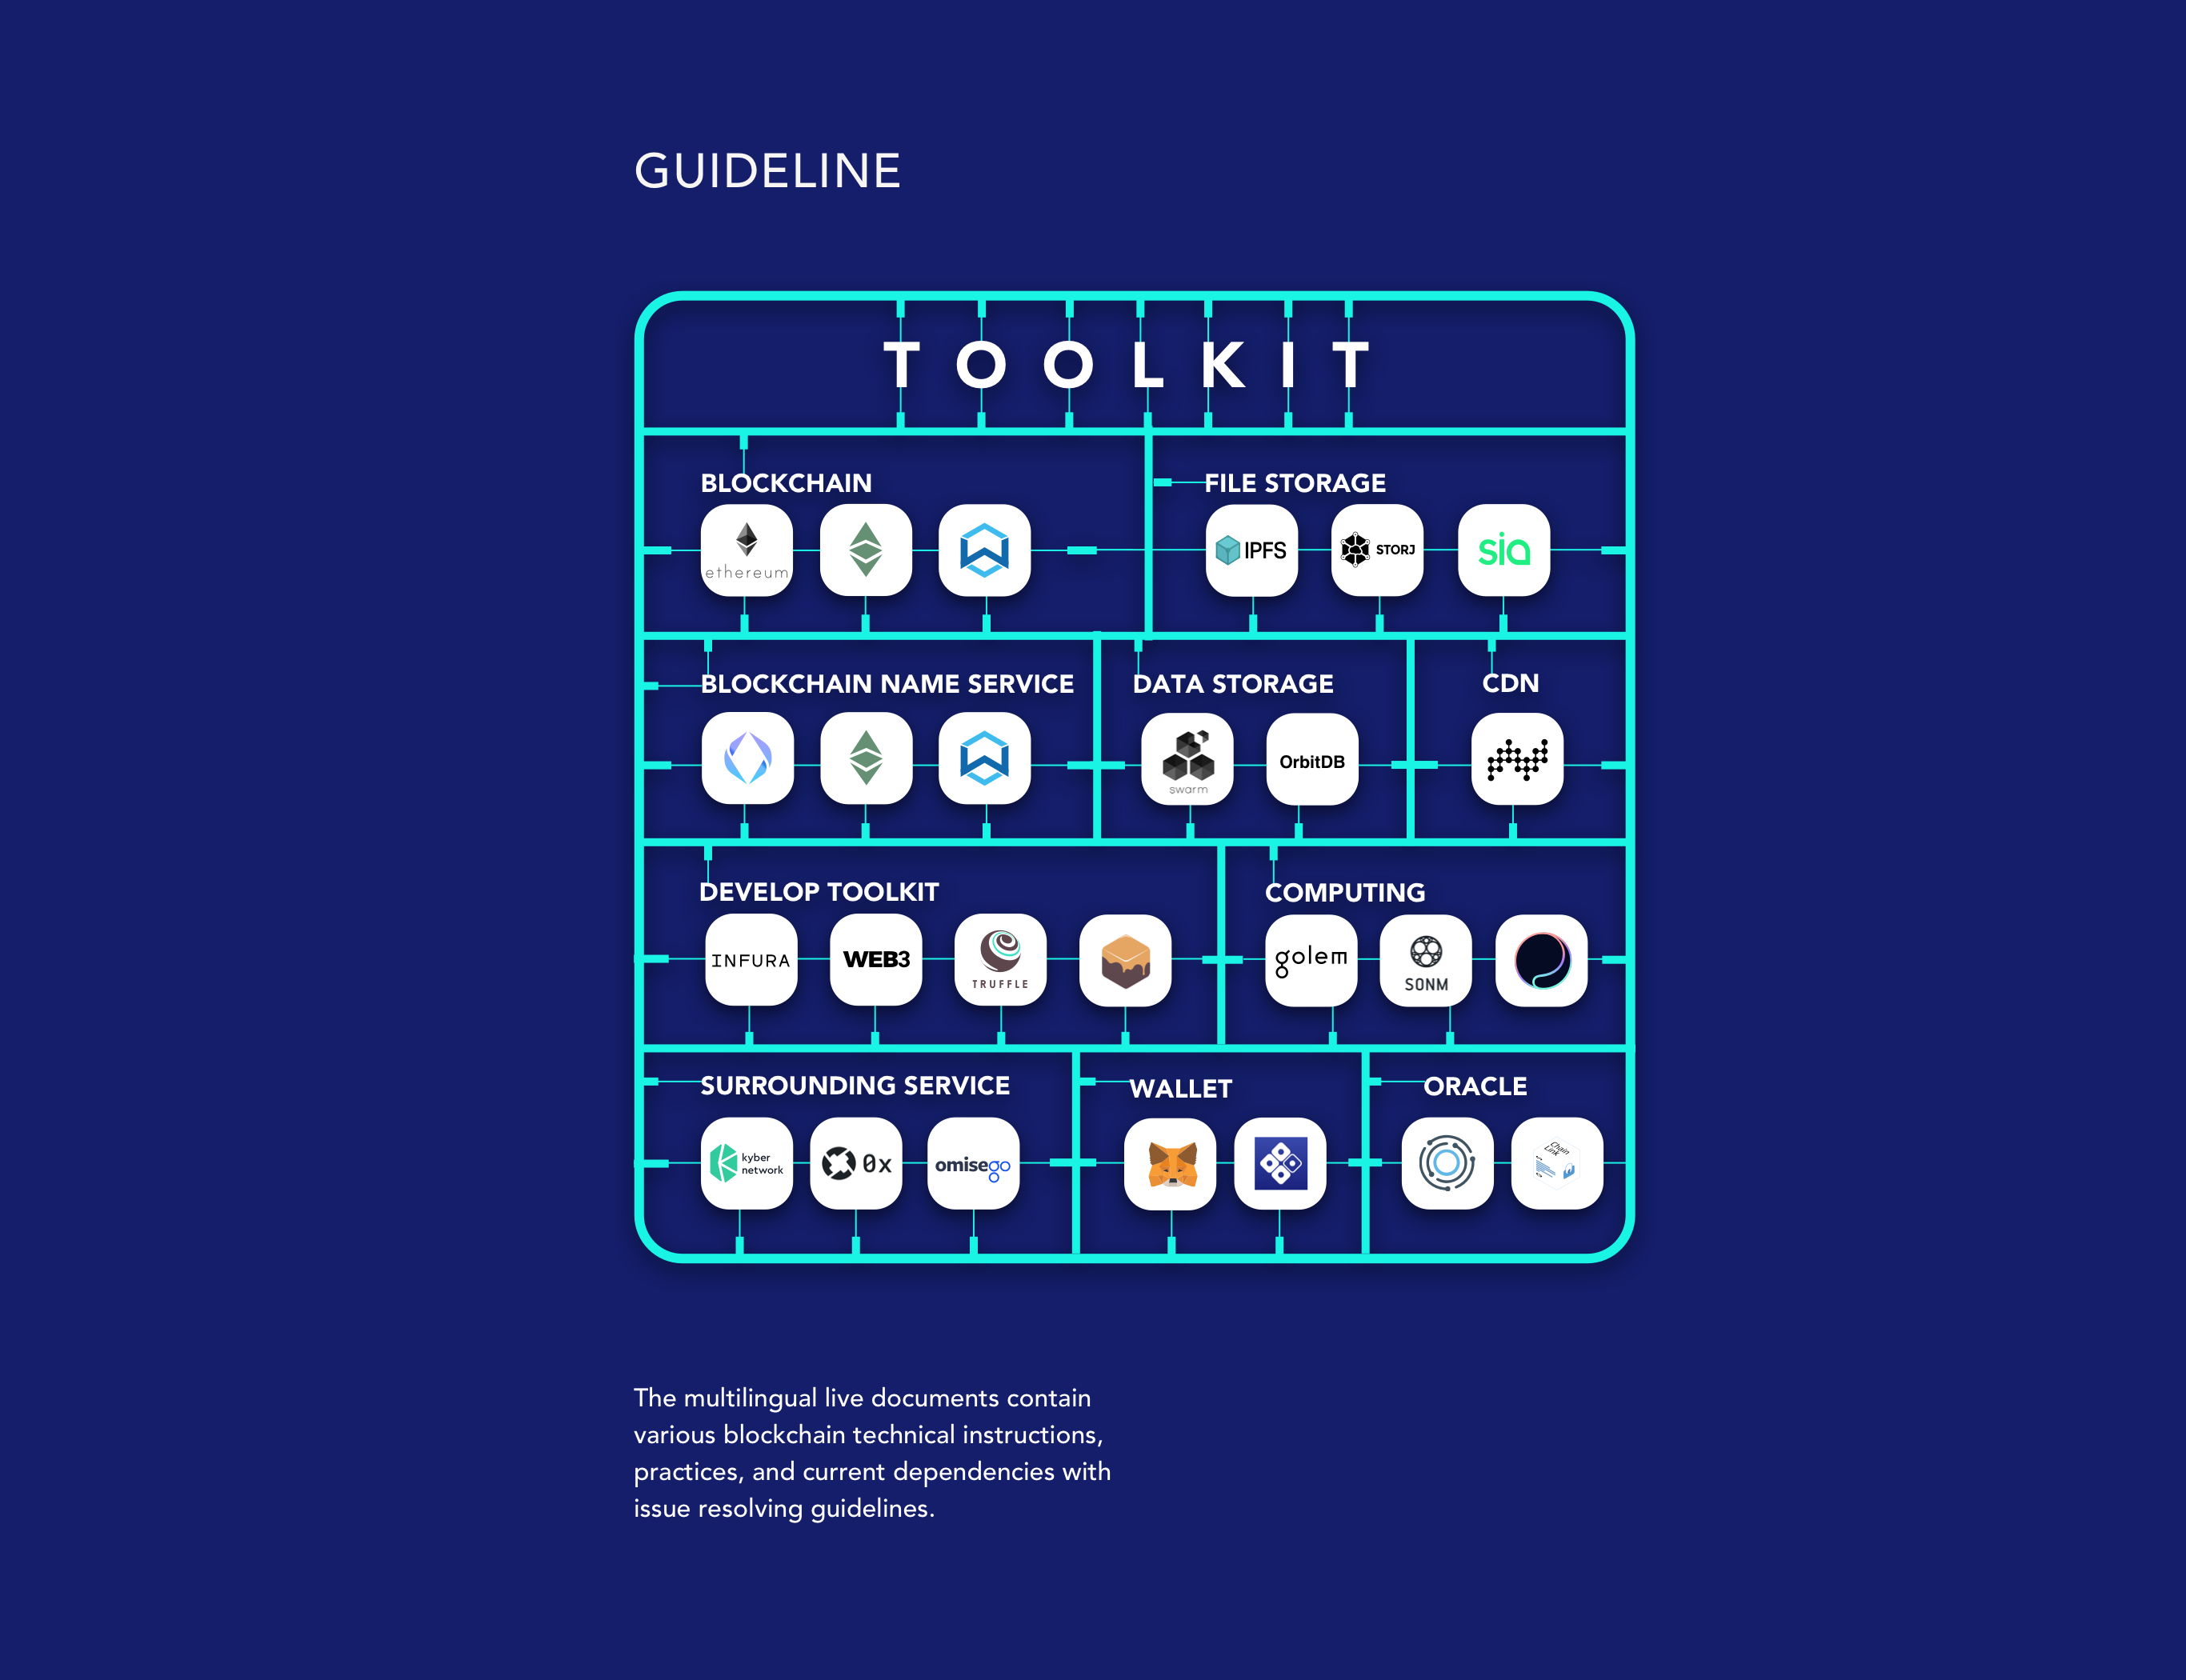 GUIDELINE
TOOLKIT
BLOCKCHAIN
FILE STORAGE
ethereum
IPFS
STORJ
sia
BLOCKCHAIN NAME SERVICE
DATA STORAGE
CDN
swarm
OrbitDB
DEVELOP TOOLKIT
COMPUTING
INFURA
WEB3
TRUFFLE
golem
SONM
SURROUNDING SERVICE
WALLET
ORACLE
kyber
network
0x
omisego
Chain
Link
The multilingual live documents contain
various blockchain technical instructions,
practices, and current dependencies with
issue resolving guidelines.